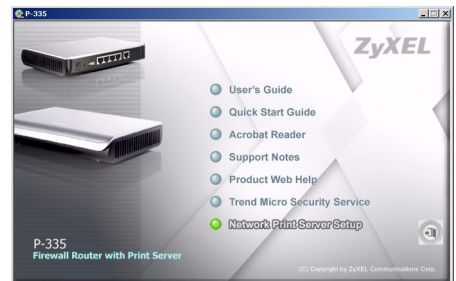 P-335
ZyXEL
User's Guide
Quick Start Guide
Acrobat Reader
Support Notes
Product Web Help
Trend Micro Security Service
Network Print Server Setup
P-335
Firewall Router with Print Server
(C) Copyright by ZyXEL Communications Corp.